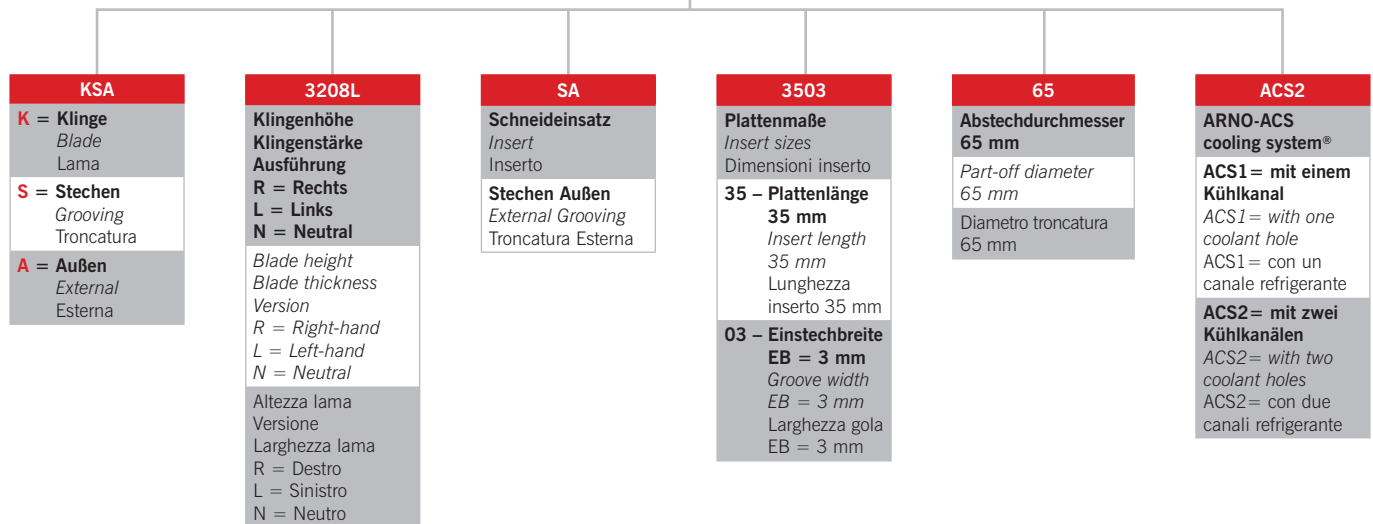 KSA
K = Klinge
Blade
Lama
S = Stechen
Grooving
Troncatura
A = Außen
External
Esterna
3208L
Klingenhöhe
Klingenstärke
Ausführung
R = Rechts
L = Links
N = Neutral
Blade height
Blade thickness
Version
R = Right-hand
L = Left-hand
N = Neutral
Altezza lama
Versione
Larghezza lama
R = Destro
L = Sinistro
N = Neutro
SA
Schneideinsatz
Insert
Inserto
Stechen Außen
External Grooving
Troncatura Esterna
3503
Plattenmaße
Insert sizes
Dimensioni inserto
35 – Plattenlänge
35 mm
Insert length
35 mm
Lunghezza
inserto 35 mm
03 – Einstechbreite
EB = 3 mm
Groove width
EB = 3 mm
Larghezza gola
EB = 3 mm
65
Abstechdurchmesser
65 mm
Part-off diameter
65 mm
Diametro troncatura
65 mm
ACS2
ARNO-ACS
cooling system®
ACS1= mit einem
Kühlkanal
ACS1= with one
coolant hole
ACS1= con un
canale refrigerante
ACS2= mit zwei
Kühlkanälen
ACS2= with two
coolant holes
ACS2= con due
canali refrigerante